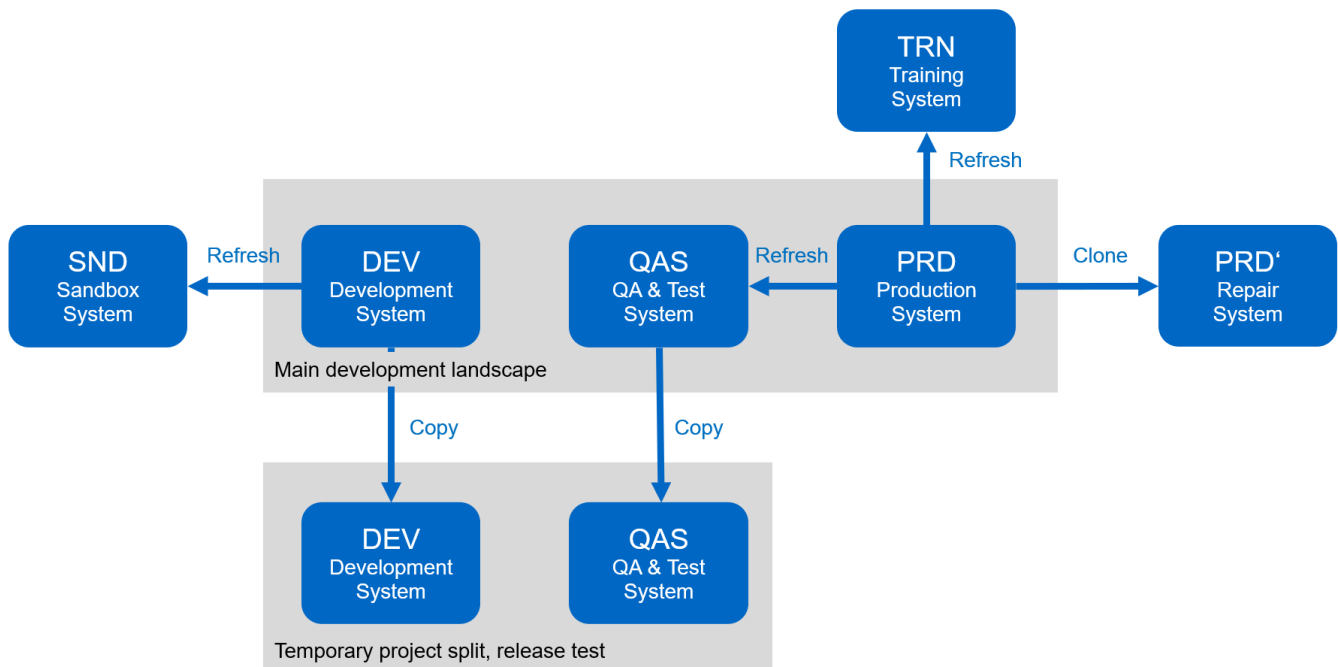 TRN
Training
System
Refresh
SND
Sandbox
System
Refresh
DEV
Development
System
QAS
QA & Test
System
Refresh
PRD
Production
System
Clone
PRD‘
Repair
System
Main development landscape
Copy
Copy
DEV
Development
System
QAS
QA & Test
System
Temporary project split, release test